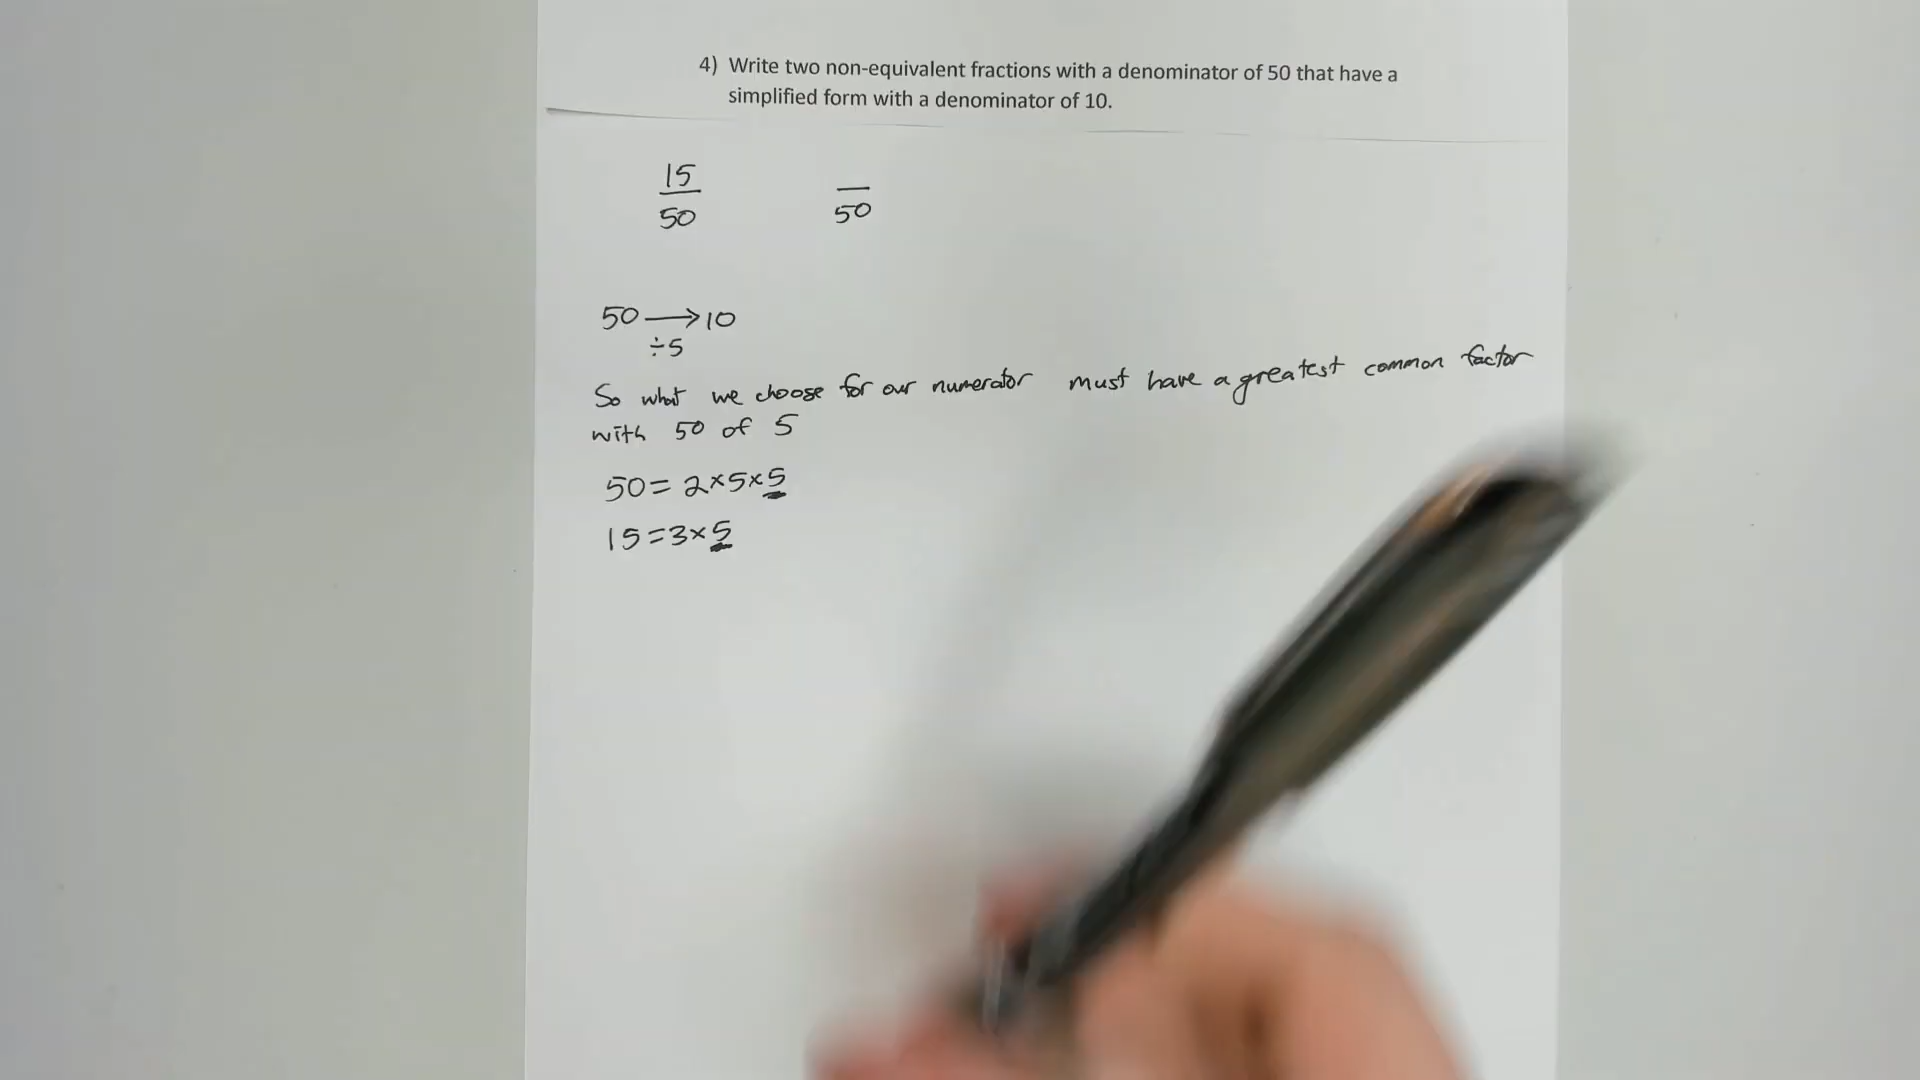 4) Write two non-equivalent fractions with a denominator of 50 that have a
simplified form with a denominator of 10.
15
50
50
50 → 10
÷5
So what we choose for our numerator must have a greatest common factor
with 50 of 5
50 = 2×5×5
15 = 3×5